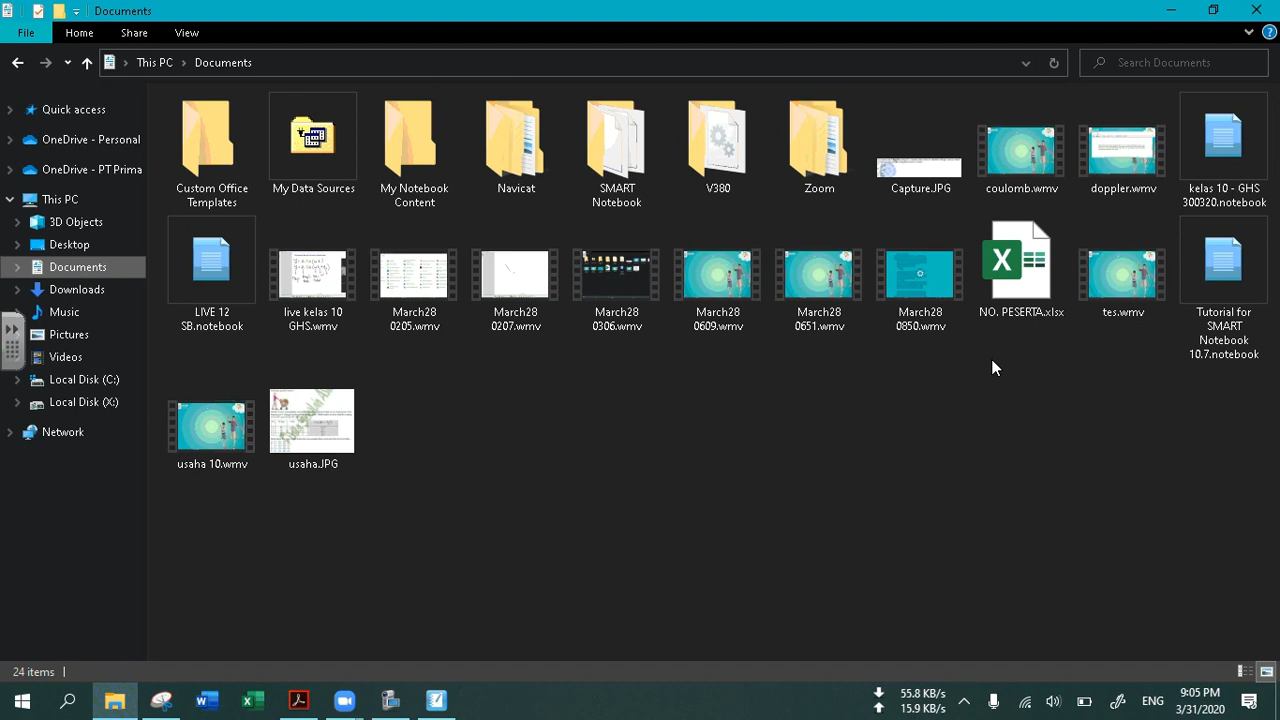 Documents
File
Home
Share
View
This PC
Documents
Search Documents
Quick access
OneDrive - Personal
OneDrive - PT Prima
This PC
3D Objects
Desktop
Documents
Downloads
Music
Pictures
Videos
Local Disk (C:)
Local Disk (X:)
Network
Custom Office
Templates
My Data Sources
My Notebook
Content
Navicat
SMART
Notebook
V380
Zoom
Capture.JPG
coulomb.wmv
doppler.wmv
kelas 10 - GHS
300320.notebook
LIVE 12
SB.notebook
live kelas 10
GHS.wmv
March28
0205.wmv
March28
0207.wmv
March28
0306.wmv
March28
0609.wmv
March28
0651.wmv
March28
0850.wmv
NO. PESERTA.xlsx
tes.wmv
Tutorial for
SMART
Notebook
10.7.notebook
usaha 10.wmv
usaha.JPG
24 items
55.8 KB/s
15.9 KB/s
ENG
9:05 PM
3/31/2020